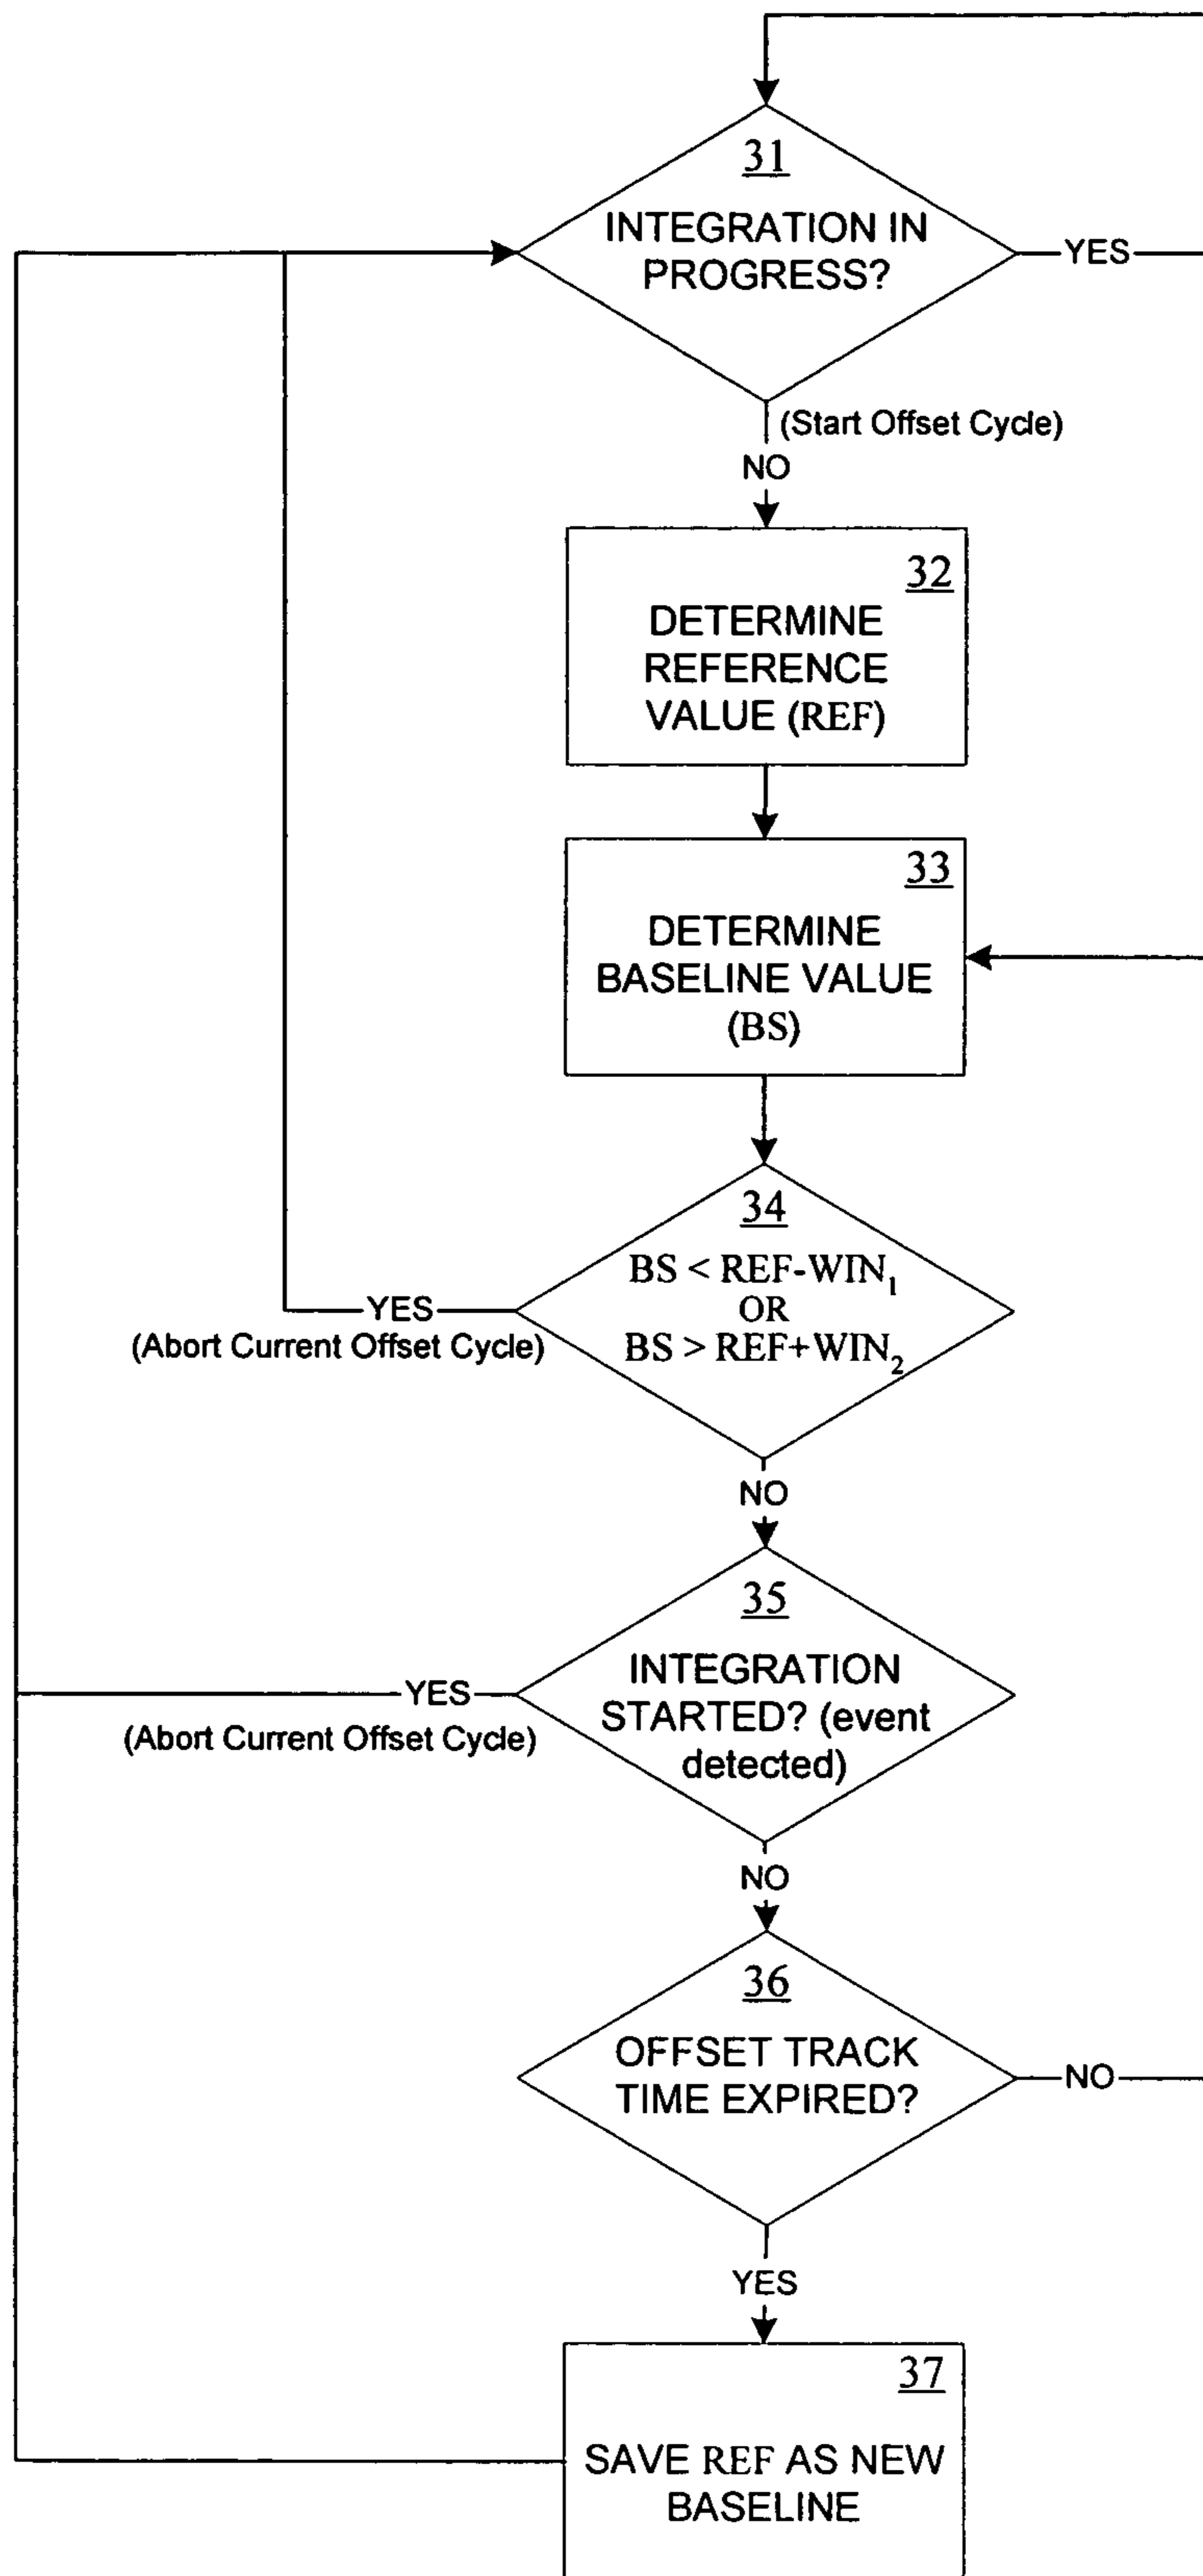 31
INTEGRATION IN
PROGRESS?
YES
(Start Offset Cycle)
NO
32
DETERMINE
REFERENCE
VALUE (REF)
33
DETERMINE
BASELINE VALUE
(BS)
34
BS < REF-WIN₁
OR
BS > REF+WIN₂
YES
(Abort Current Offset Cycle)
NO
35
INTEGRATION
STARTED? (event
detected)
YES
(Abort Current Offset Cycle)
NO
36
OFFSET TRACK
TIME EXPIRED?
NO
YES
37
SAVE REF AS NEW
BASELINE